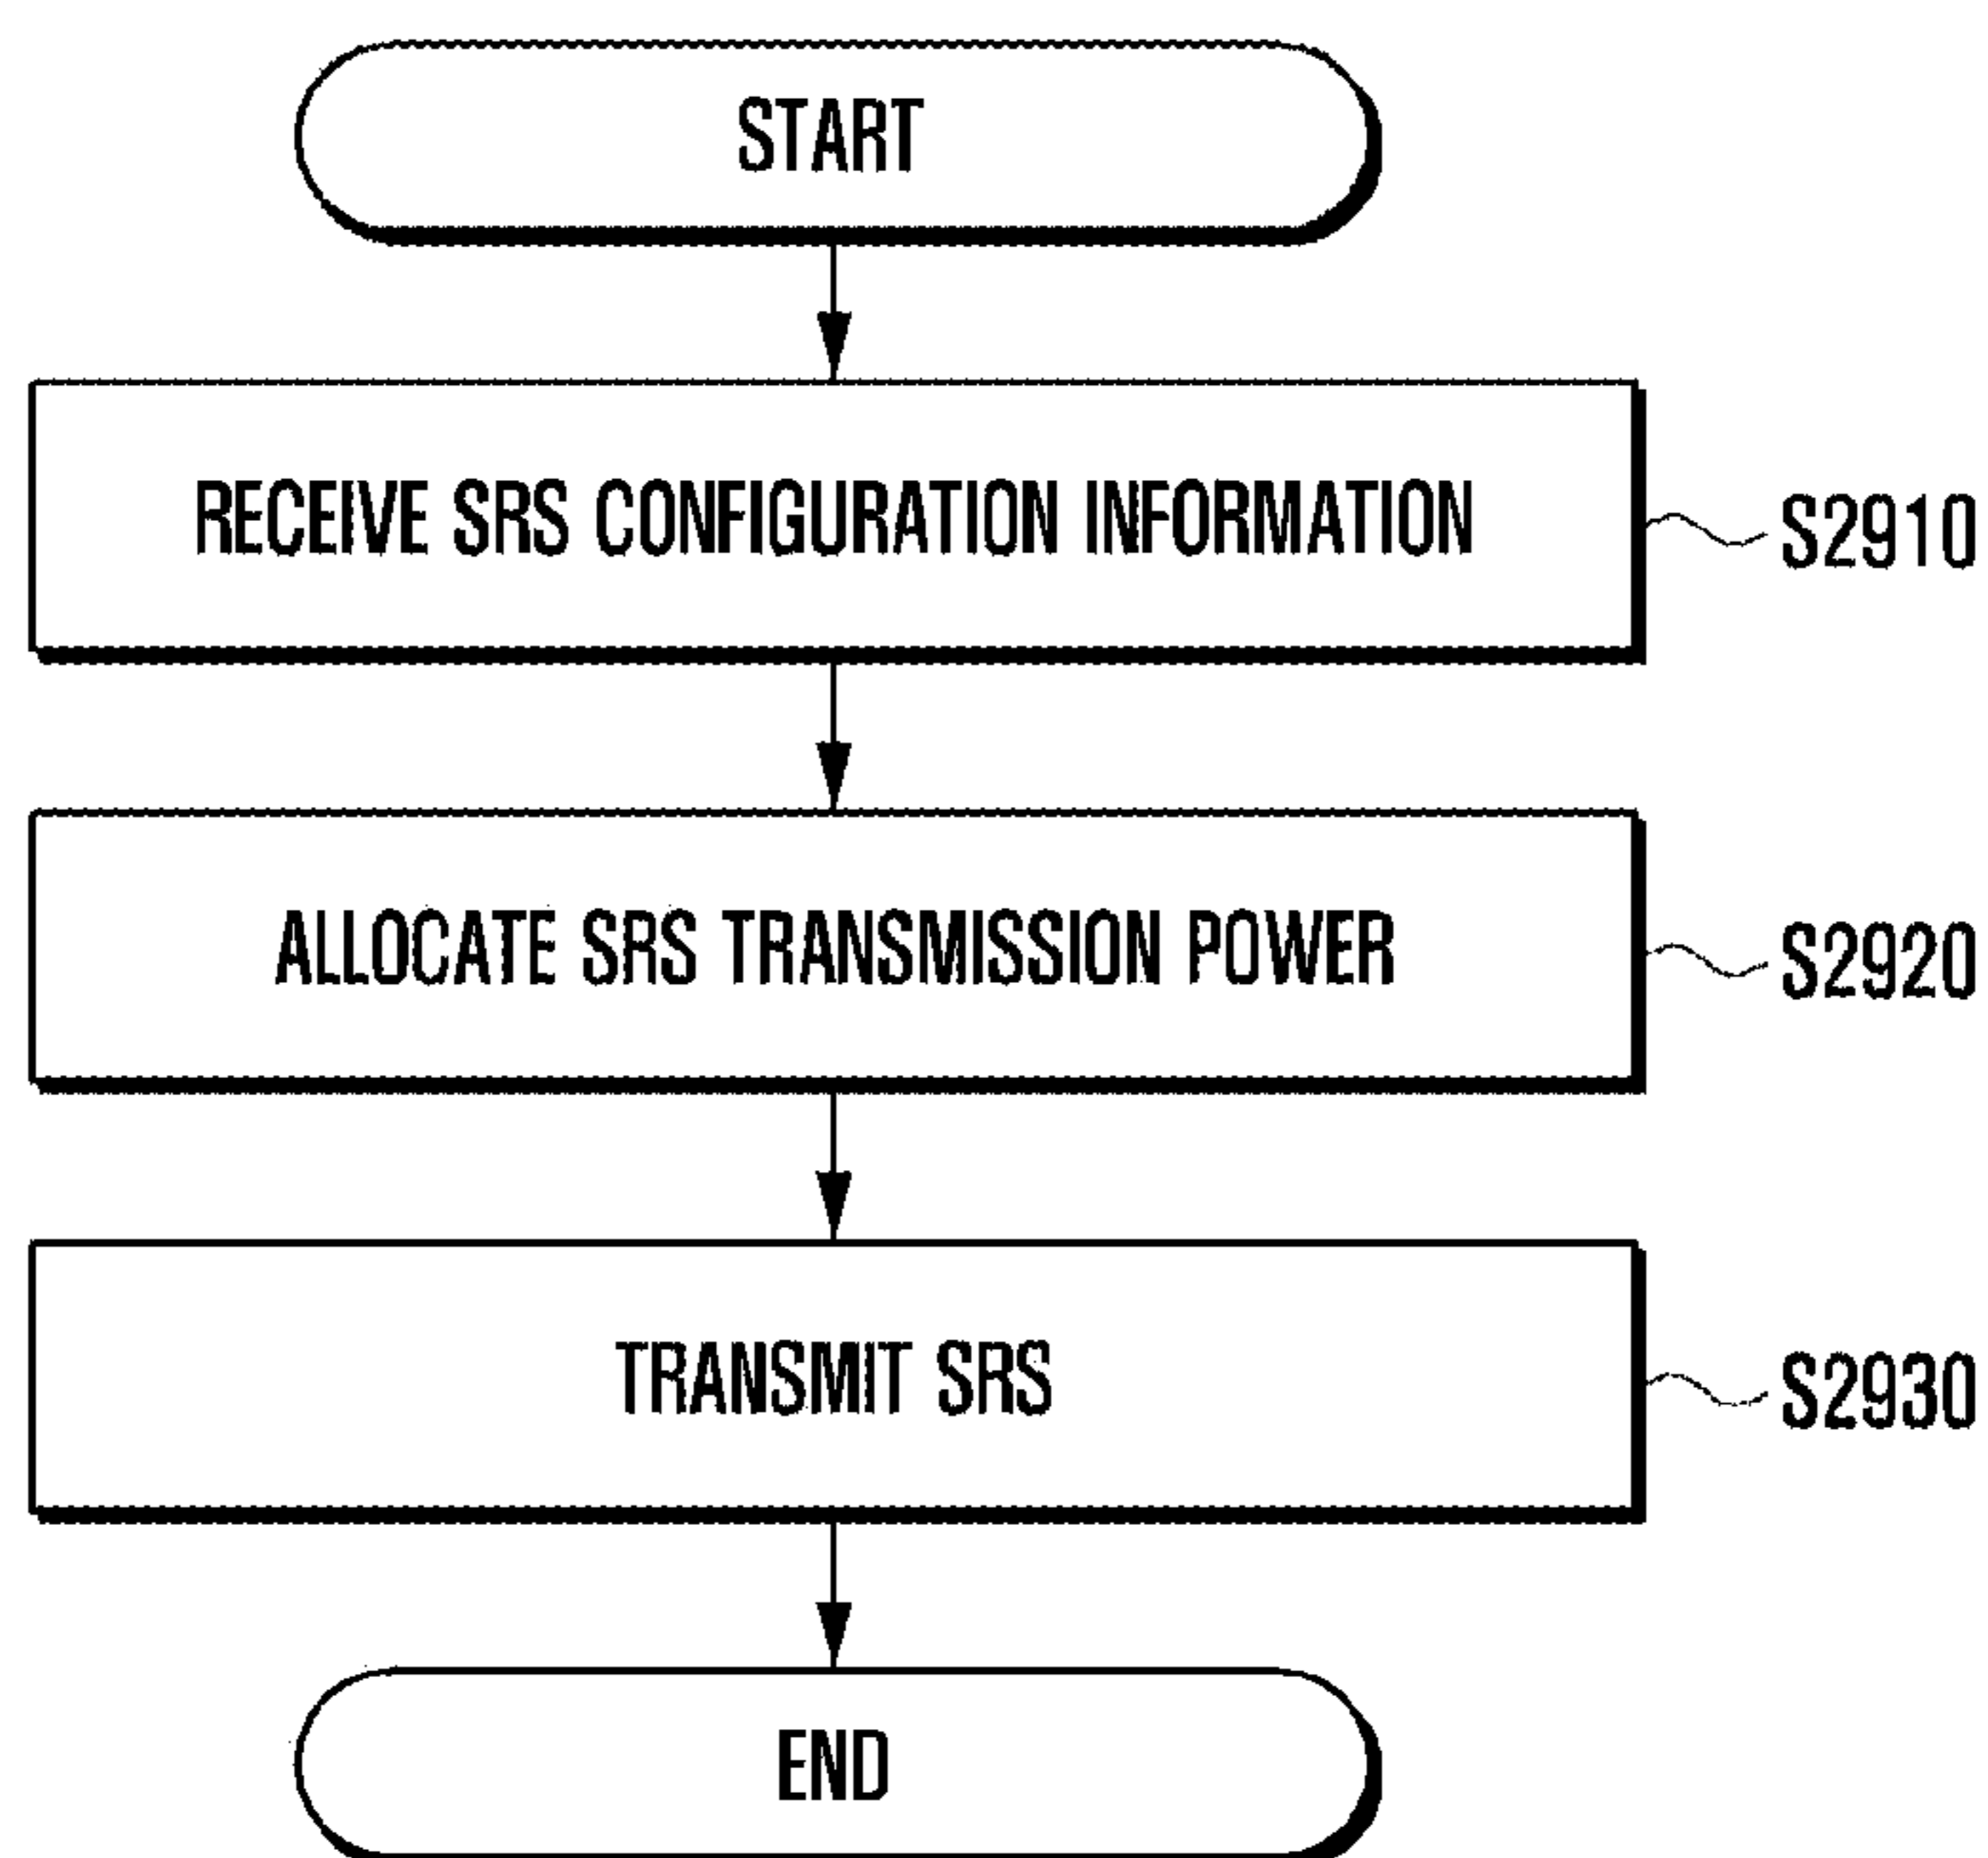 START
RECEIVE SRS CONFIGURATION INFORMATION
S2910
ALLOCATE SRS TRANSMISSION POWER
S2920
TRANSMIT SRS
S2930
END